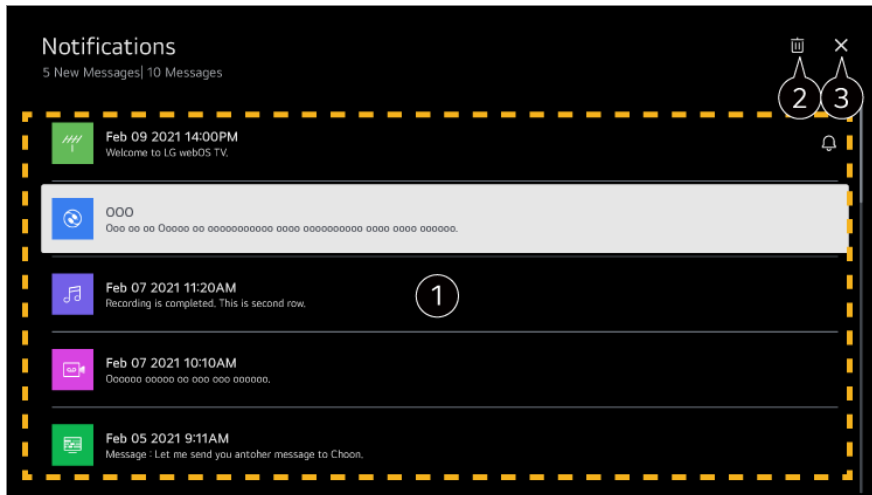 Notifications
5 New Messages| 10 Messages
2 3
Feb 09 2021 14:00PM
Welcome to LG webOS TV.
OOO
Ooo oo oo Ooooo oo ooooooooooo oooo oooooooooo oooo oooo oooooo.
Feb 07 2021 11:20AM
Recording is completed. This is second row.
1
Feb 07 2021 10:10AM
Oooooo ooooo oo ooo ooo oooooo.
Feb 05 2021 9:11AM
Message : Let me send you antoher message to Choon.